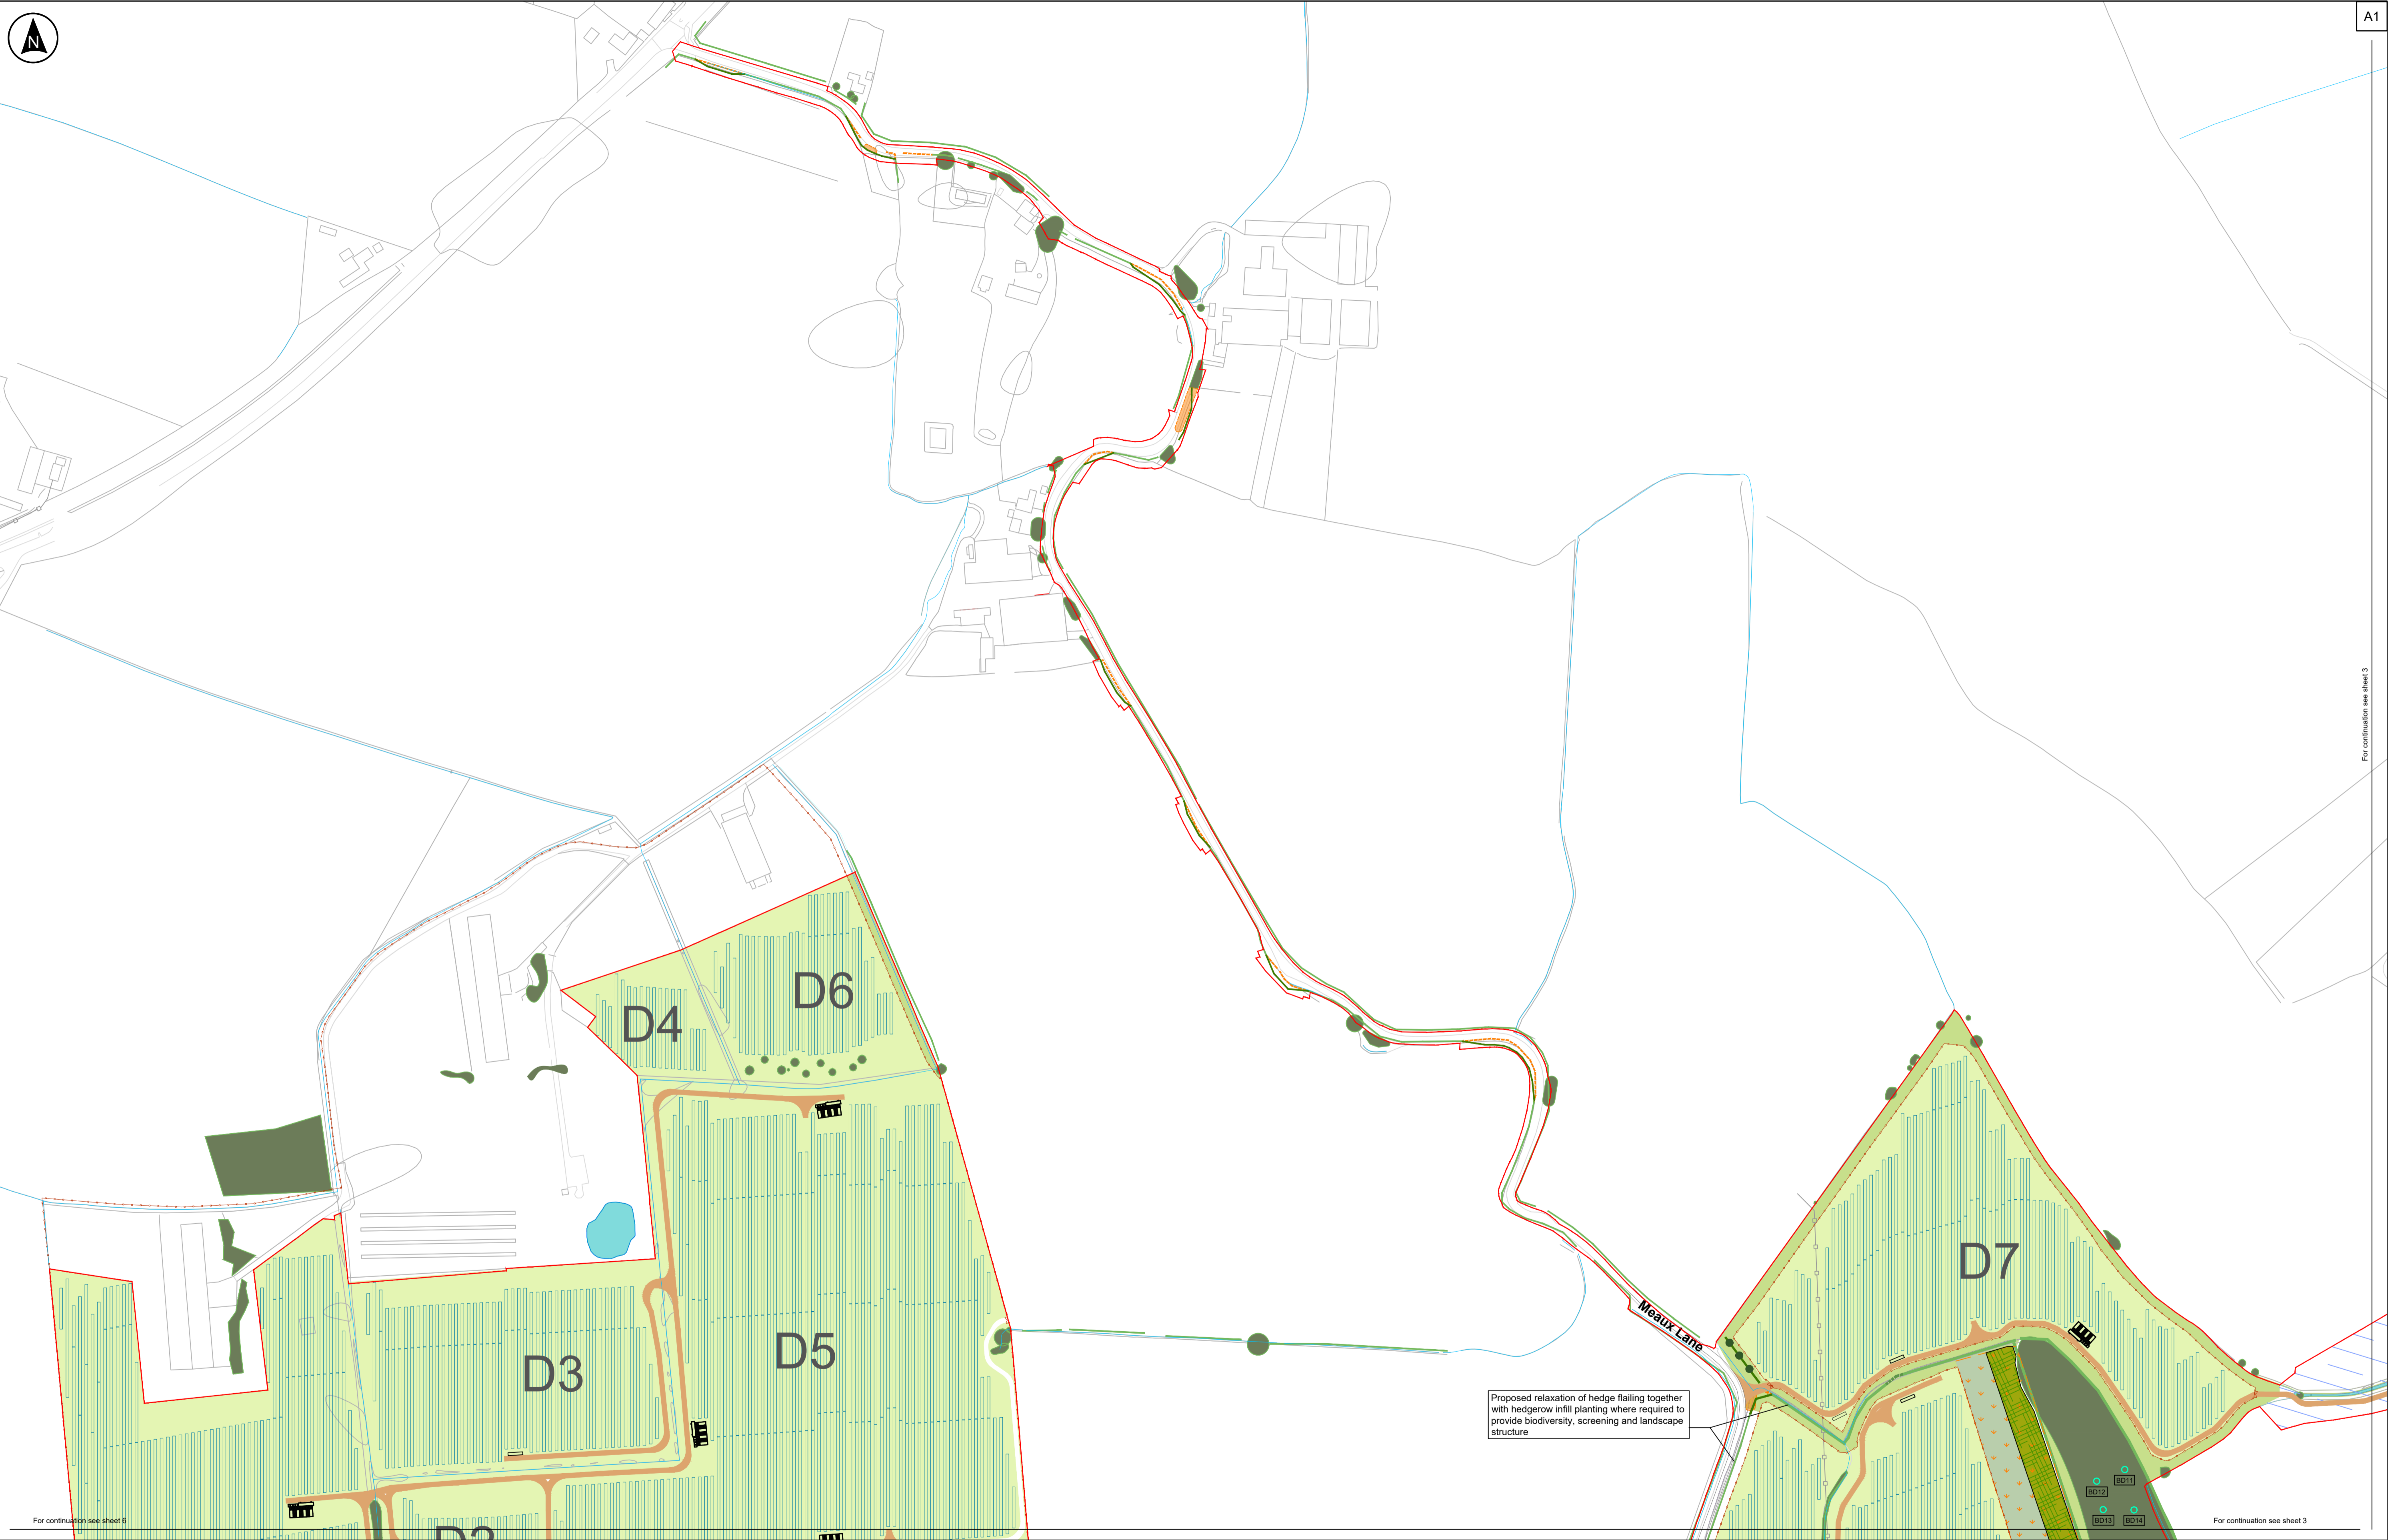 N
A1
For continuation see sheet 3
D6
D4
D7
Meaux Lane
D5
D3
Proposed relaxation of hedge flailing together
with hedgerow infill planting where required to
provide biodiversity, screening and landscape
structure
BD11
BD12
BD13
BD14
For continuation see sheet 6
D2
For continuation see sheet 3